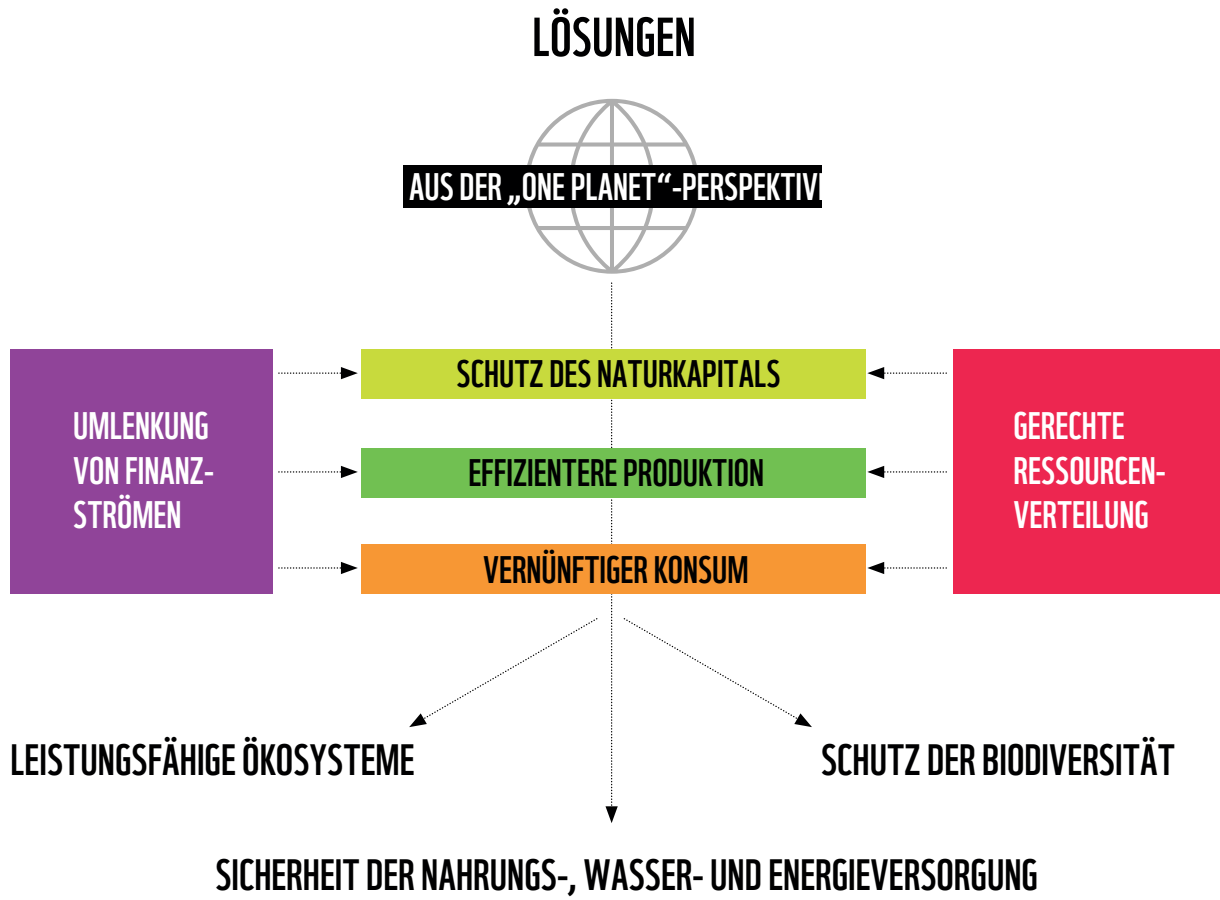 LÖSUNGEN
AUS DER „ONE PLANET“-PERSPEKTIV
SCHUTZ DES NATURKAPITALS
UMLENKUNG
VON FINANZ-
STRÖMEN
EFFIZIENTERE PRODUKTION
GERECHTE
RESSOURCEN-
VERTEILUNG
VERNÜNFTIGER KONSUM
LEISTUNGSFÄHIGE ÖKOSYSTEME
SCHUTZ DER BIODIVERSITÄT
SICHERHEIT DER NAHRUNGS-, WASSER- UND ENERGIEVERSORGUNG